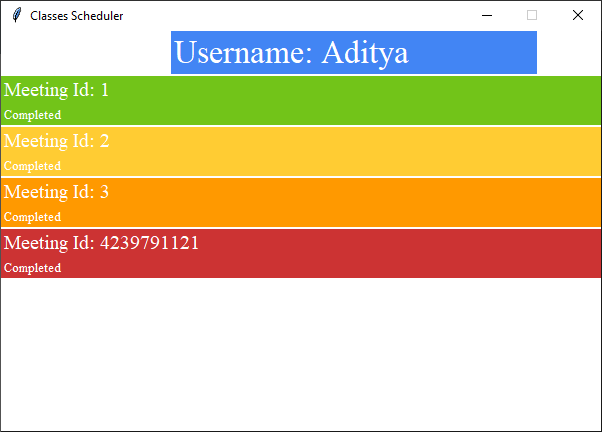 Classes Scheduler
Username: Aditya
Meeting Id: 1
Completed
Meeting Id: 2
Completed
Meeting Id: 3
Completed
Meeting Id: 4239791121
Completed